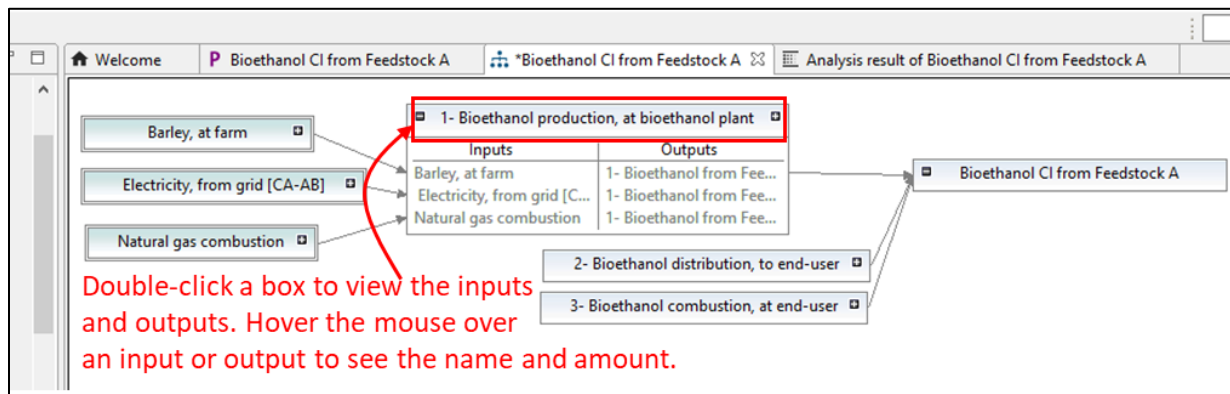 Welcome
P Bioethanol CI from Feedstock A
*Bioethanol CI from Feedstock A
Analysis result of Bioethanol CI from Feedstock A
Barley, at farm
Electricity, from grid [CA-AB]
Natural gas combustion
1- Bioethanol production, at bioethanol plant
Inputs Outputs
Barley, at farm 1- Bioethanol from Fee...
Electricity, from grid [C... 1- Bioethanol from Fee...
Natural gas combustion 1- Bioethanol from Fee...
Bioethanol CI from Feedstock A
2- Bioethanol distribution, to end-user
3- Bioethanol combustion, at end-user
Double-click a box to view the inputs
and outputs. Hover the mouse over
an input or output to see the name and amount.